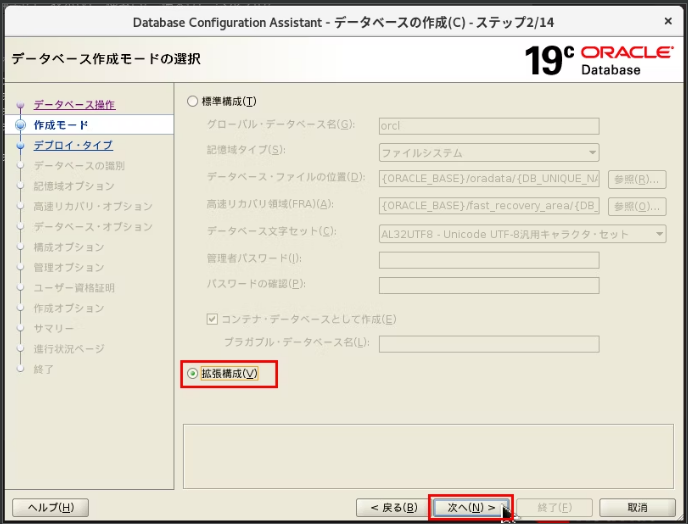 Database Configuration Assistant - データベースの作成(C) - ステップ2/14
データベース作成モードの選択
19c ORACLE
Database
データベース操作
作成モード
デプロイ・タイプ
データベースの識別
記憶域オプション
高速リカバリ・オプション
データベース・オプション
構成オプション
管理オプション
ユーザー資格証明
作成オプション
サマリー
進行状況ページ
終了
標準構成(T)
グローバル・データベース名(G): orcl
記憶域タイプ(S): ファイルシステム
データベース・ファイルの位置(D): {ORACLE_BASE}/oradata/{DB_UNIQUE_NA 参照(R)...
高速リカバリ領域(FRA)(A): {ORACLE_BASE}/fast_recovery_area/{DB_ 参照(O)...
データベース文字セット(C): AL32UTF8 - Unicode UTF-8汎用キャラクタ・セット
管理者パスワード(I):
パスワードの確認(P):
コンテナ・データベースとして作成(E)
プラガブル・データベース名(L):
拡張構成(V)
ヘルプ(H)
< 戻る(B)
次へ(N) >
終了(F)
取消